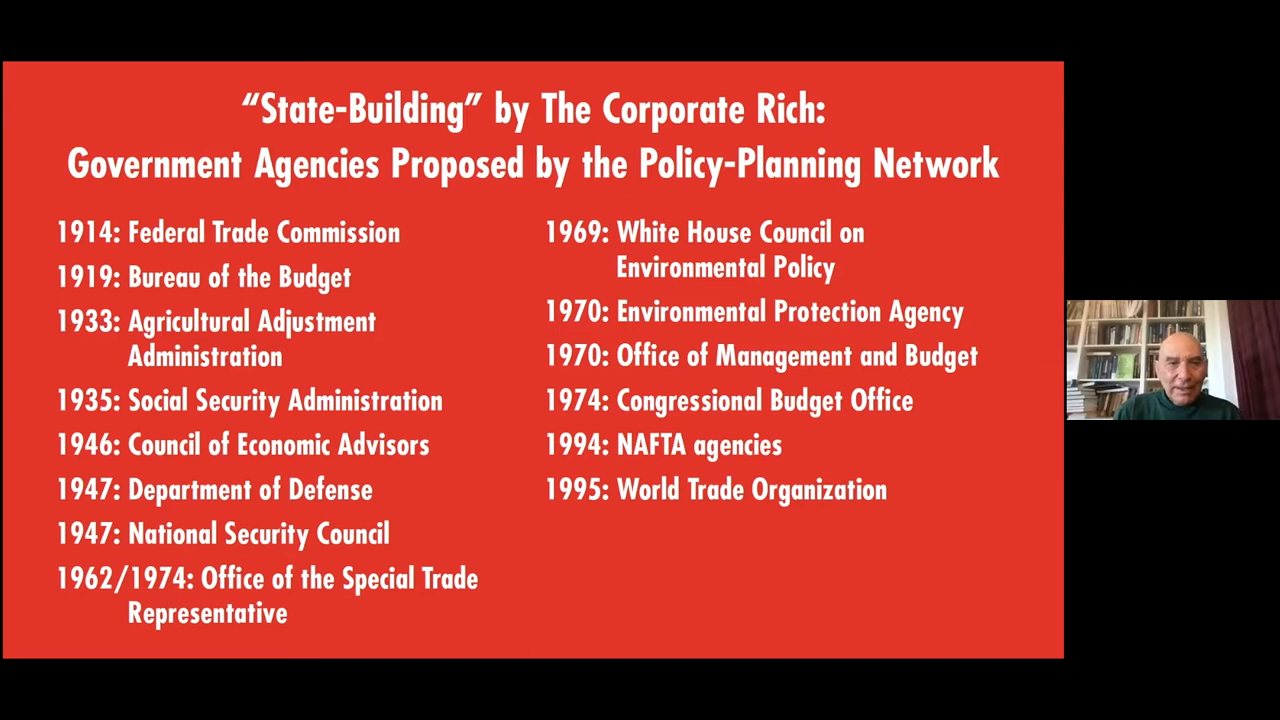 “State-Building” by The Corporate Rich:
Government Agencies Proposed by the Policy-Planning Network
1914: Federal Trade Commission
1919: Bureau of the Budget
1933: Agricultural Adjustment
Administration
1935: Social Security Administration
1946: Council of Economic Advisors
1947: Department of Defense
1947: National Security Council
1962/1974: Office of the Special Trade
Representative
1969: White House Council on
Environmental Policy
1970: Environmental Protection Agency
1970: Office of Management and Budget
1974: Congressional Budget Office
1994: NAFTA agencies
1995: World Trade Organization